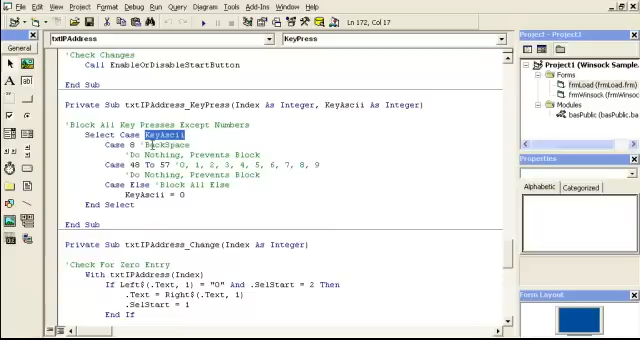 File Edit View Project Format Debug Run Query Diagram Tools Add-Ins Window Help
Ln 172, Col 17
General
txtIPAddress KeyPress
'Check Changes
Call EnableOrDisableStartButton
End Sub
Private Sub txtIPAddress_KeyPress(Index As Integer, KeyAscii As Integer)
'Block All Key Presses Except Numbers
Select Case KeyAscii
Case 8 'BackSpace
'Do Nothing, Prevents Block
Case 48 To 57 '0, 1, 2, 3, 4, 5, 6, 7, 8, 9
'Do Nothing, Prevents Block
Case Else 'Block All Else
KeyAscii = 0
End Select
End Sub
Private Sub txtIPAddress_Change(Index As Integer)
'Check For Zero Entry
With txtIPAddress(Index)
If Left$(.Text, 1) = "0" And .SelStart = 2 Then
.Text = Right$(.Text, 1)
.SelStart = 1
End If
Project - Project1
Project1 (Winsock Sample.
Forms
frmLoad (frmLoad.frm)
frmWinsock (frmWinsoc
Modules
basPublic (basPublic.ba
Properties
Alphabetic Categorized
Form Layout